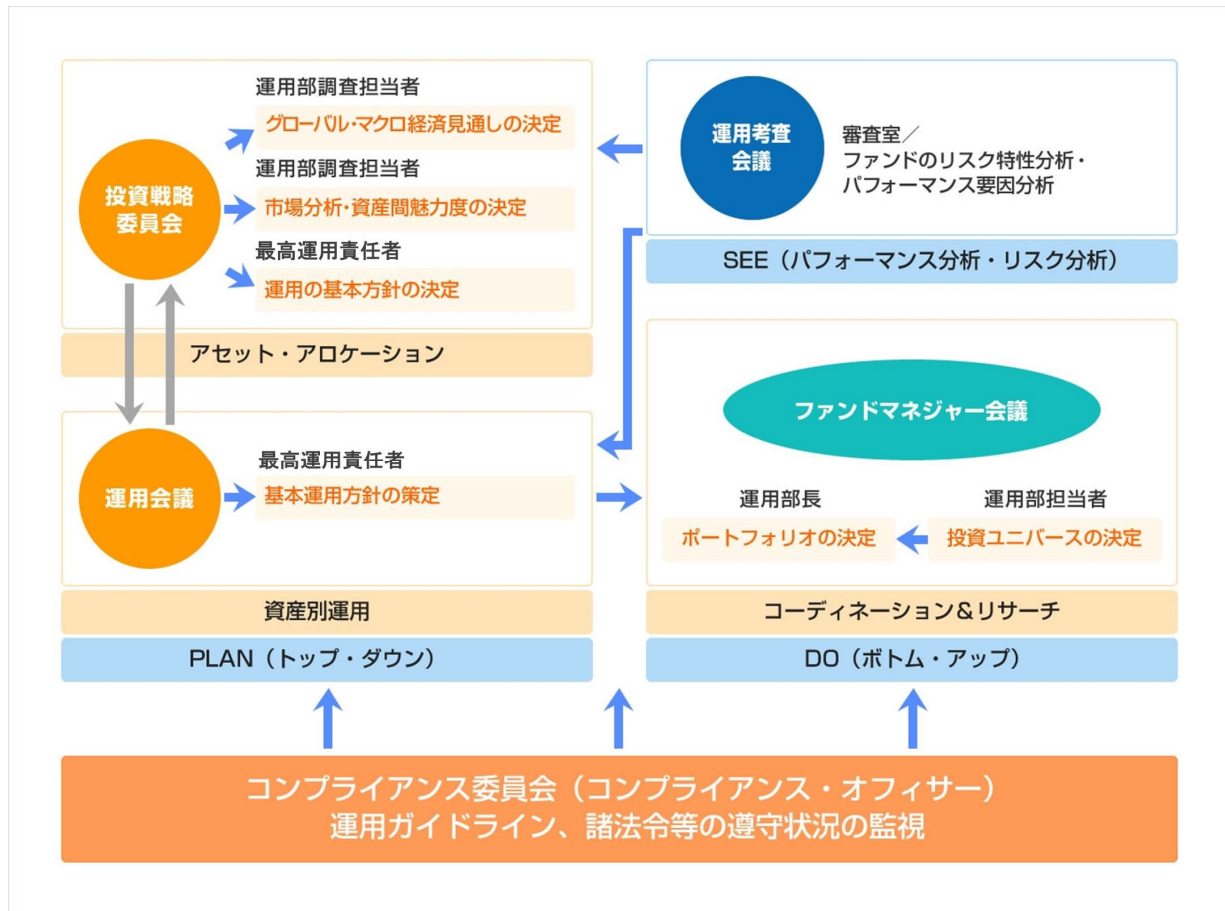 投資戦略
委員会
運用部調査担当者
グローバル・マクロ経済見通しの決定
運用部調査担当者
市場分析・資産間魅力度の決定
最高運用責任者
運用の基本方針の決定
アセット・アロケーション
運用会議
最高運用責任者
基本運用方針の策定
資産別運用
PLAN（トップ・ダウン）
運用考査
会議
審査室／
ファンドのリスク特性分析・
パフォーマンス要因分析
SEE（パフォーマンス分析・リスク分析）
ファンドマネジャー会議
運用部長
ポートフォリオの決定
運用部担当者
投資ユニバースの決定
コーディネーション＆リサーチ
DO（ボトム・アップ）
コンプライアンス委員会（コンプライアンス・オフィサー）
運用ガイドライン、諸法令等の遵守状況の監視